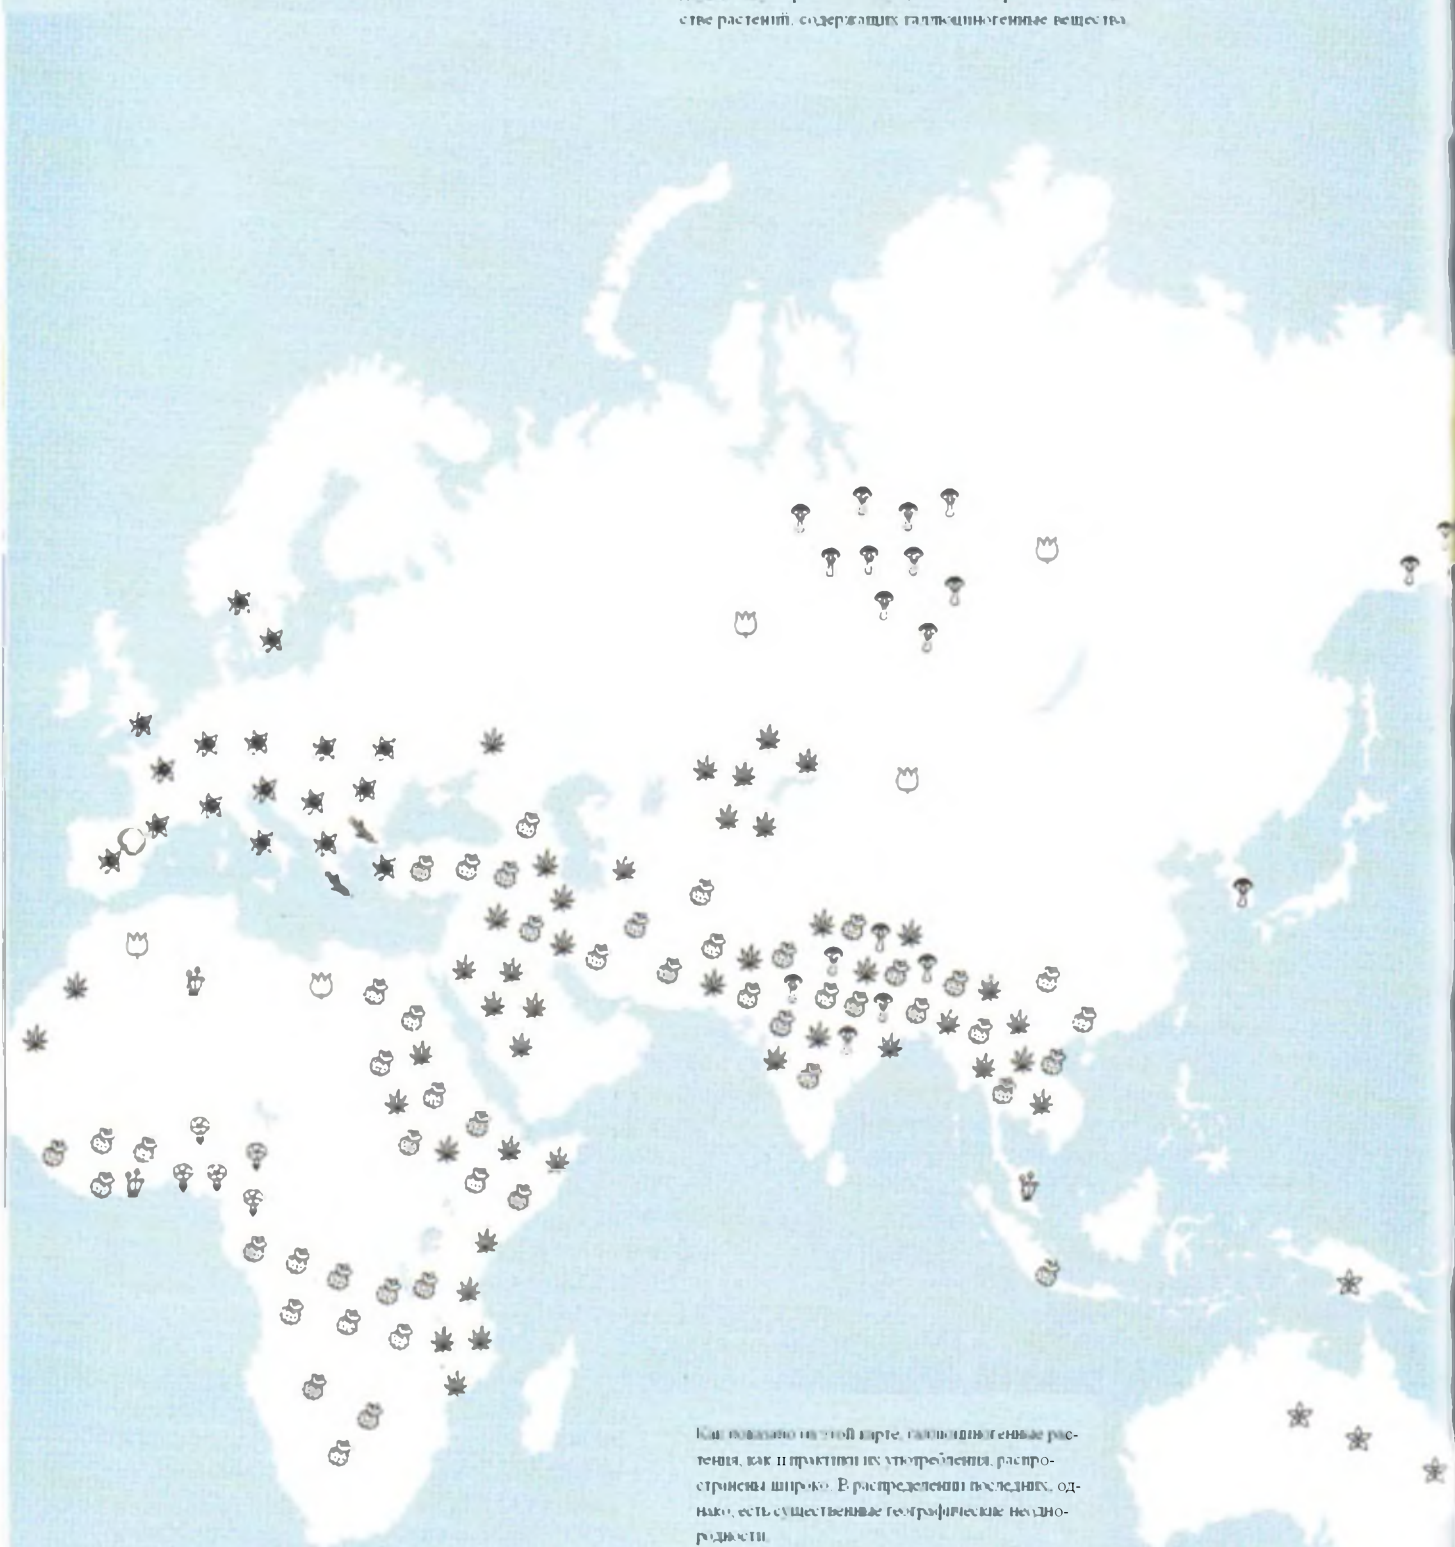 стве растений, содержащих галлюциногенные вещества.
Как показано на этой карте, галлюциногенные рас-
тения, как и практики их употребления, распро-
странены широко. В распределении последних, од-
нако, есть существенные географические неодно-
родности.